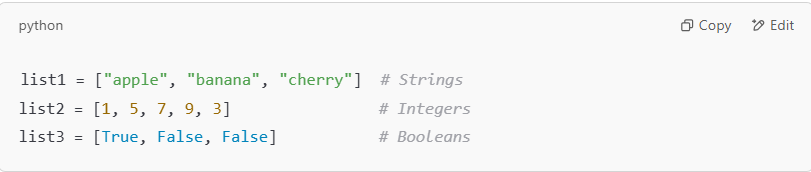 python
Copy
Edit
list1 = ["apple", "banana", "cherry"]  # Strings
list2 = [1, 5, 7, 9, 3]                # Integers
list3 = [True, False, False]           # Booleans